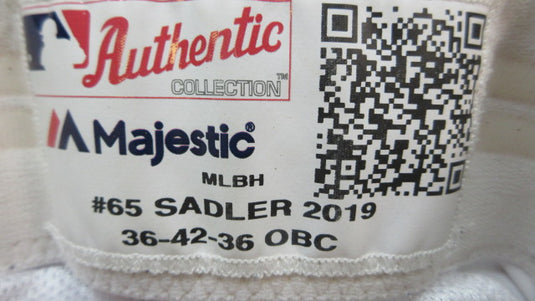 Authentic
COLLECTION™
Majestic®
MLBH
#65 SADLER 2019
36-42-36 OBC